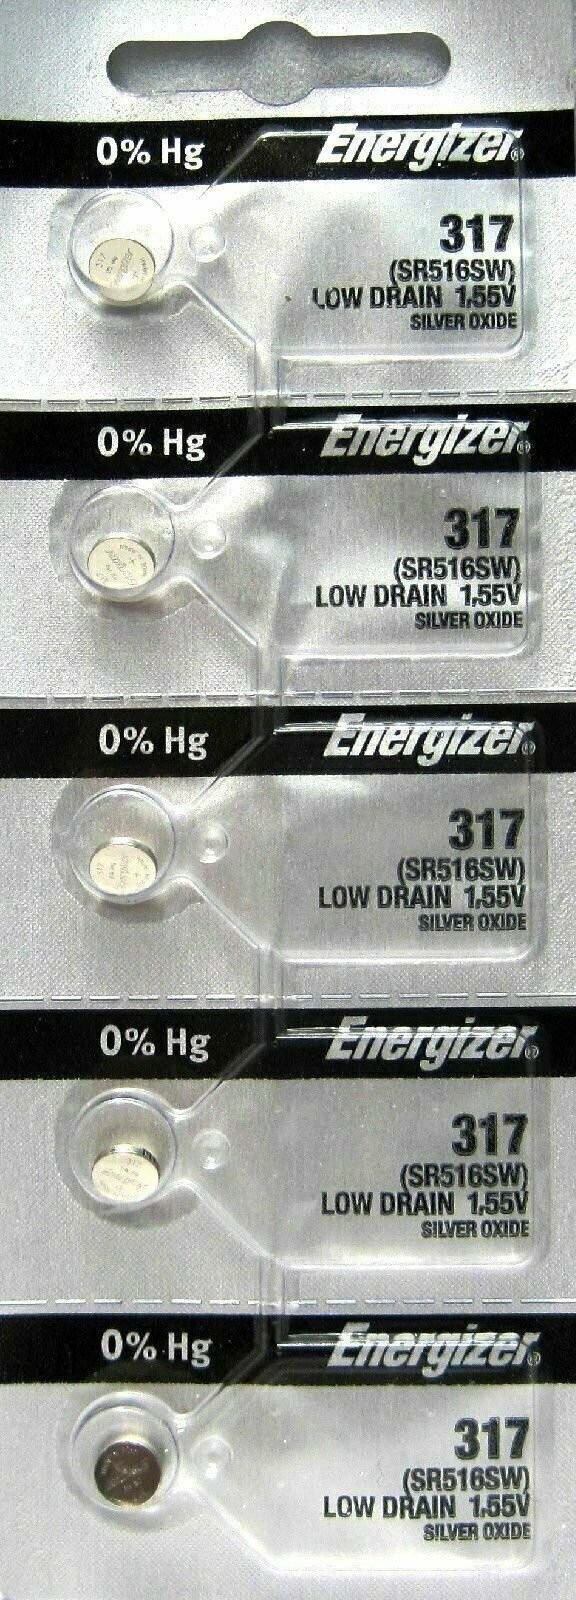 0% Hg Energizer®
317
(SR516SW)
LOW DRAIN 1.55V
SILVER OXIDE
0% Hg Energizer®
317
(SR516SW)
LOW DRAIN 1.55V
SILVER OXIDE
0% Hg Energizer®
317
(SR516SW)
LOW DRAIN 1.55V
SILVER OXIDE
0% Hg Energizer®
317
(SR516SW)
LOW DRAIN 1.55V
SILVER OXIDE
0% Hg Energizer®
317
(SR516SW)
LOW DRAIN 1.55V
SILVER OXIDE